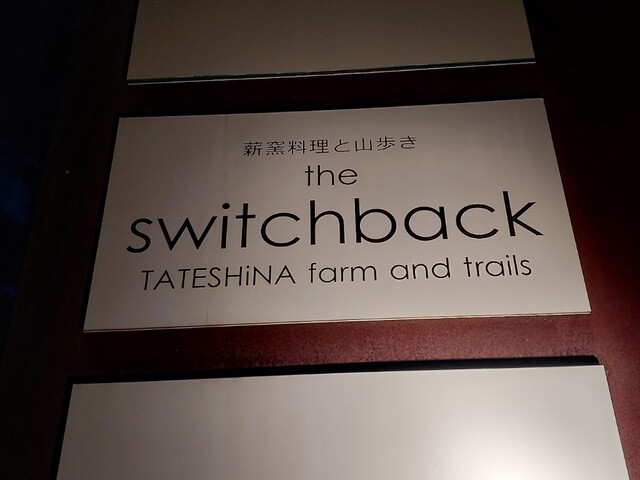 薪窯料理と山歩き
the
switchback
TATESHiNA farm and trails